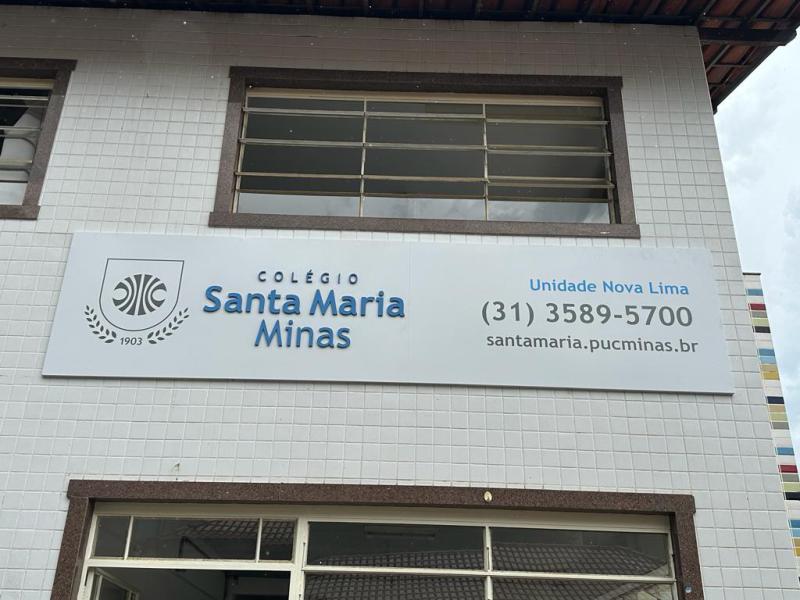 COLÉGIO
Santa Maria
Minas
1903
Unidade Nova Lima
(31) 3589-5700
santamaria.pucminas.br